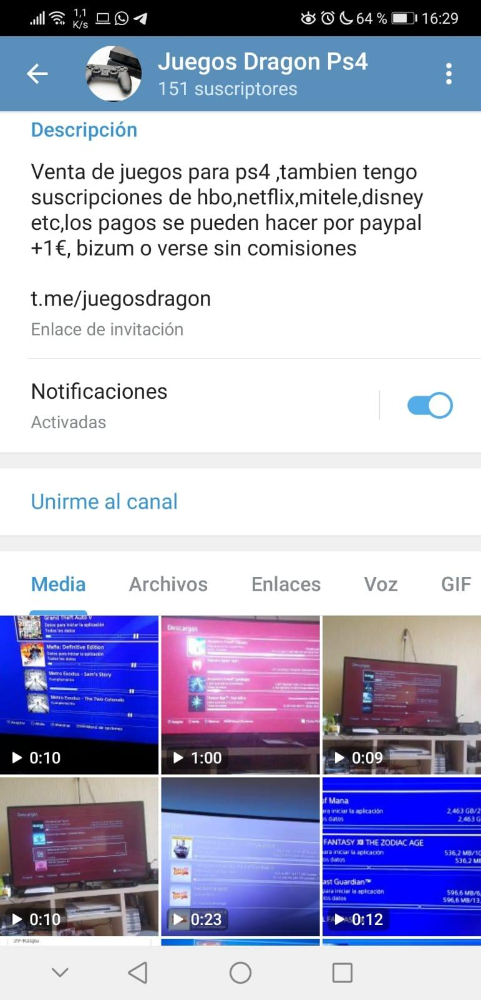 1,1
K/s
64 %
16:29
Juegos Dragon Ps4
151 suscriptores
Descripción
Venta de juegos para ps4 ,tambien tengo
suscripciones de hbo,netflix,mitele,disney
etc,los pagos se pueden hacer por paypal
+1€, bizum o verse sin comisiones
t.me/juegosdragon
Enlace de invitación
Notificaciones
Activadas
Unirme al canal
Media
Archivos
Enlaces
Voz
GIF
Grand Theft Auto V
Datos para iniciar la aplicación
Todos los datos
Mafia: Definitive Edition
Datos para iniciar la aplicación
Todos los datos
Metro Exodus - Sam's Story
Complemento
Metro Exodus - The Two Colonels
Complemento
0:10
Descargas
1:00
Descargas
0:09
Descargas
0:10
0:23
of Mana
ara iniciar la aplicación
2,463 GB/2
os datos
2,463 G
FANTASY XII THE ZODIAC AGE
ara iniciar la aplicación
536,2 MB/10
os datos
536,2 MB
ast Guardian™
para iniciar la aplicación
596,6 MB/6,
los datos
596,6 MB/13,
0:12
39-Raspu